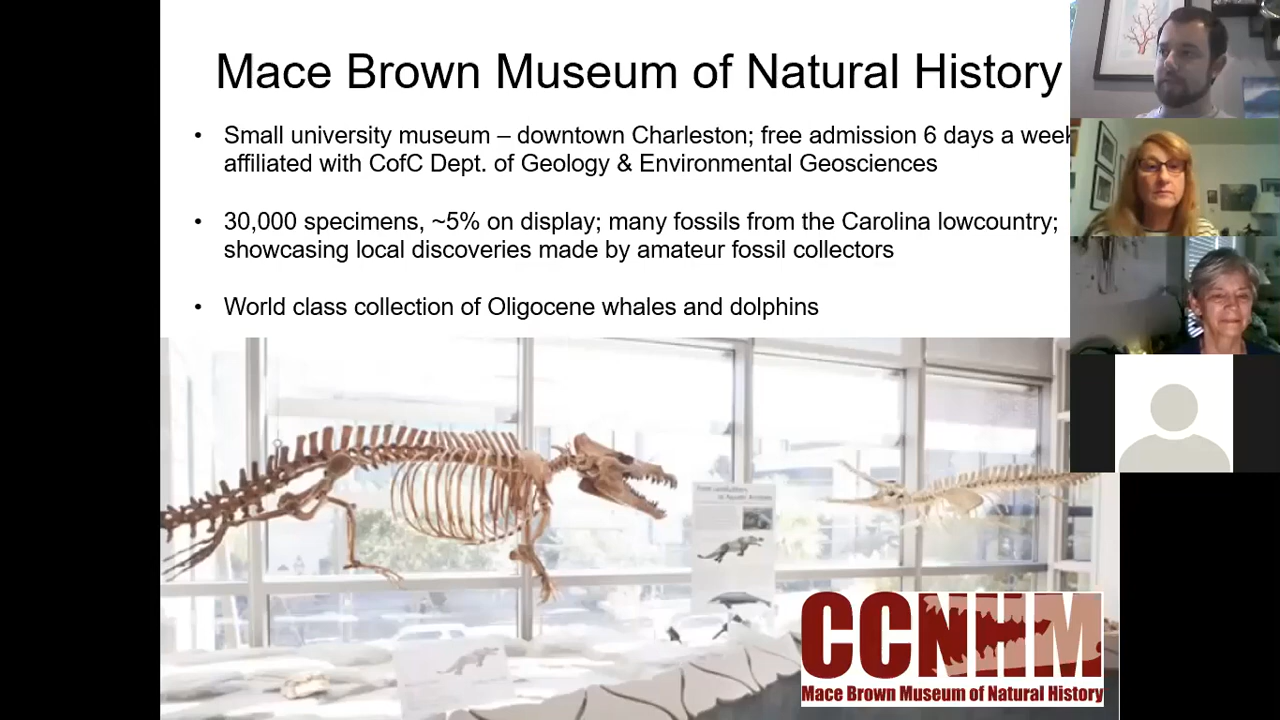 Mace Brown Museum of Natural History
• Small university museum – downtown Charleston; free admission 6 days a week
affiliated with CofC Dept. of Geology & Environmental Geosciences
• 30,000 specimens, ~5% on display; many fossils from the Carolina lowcountry;
showcasing local discoveries made by amateur fossil collectors
• World class collection of Oligocene whales and dolphins
CCNHM
Mace Brown Museum of Natural History